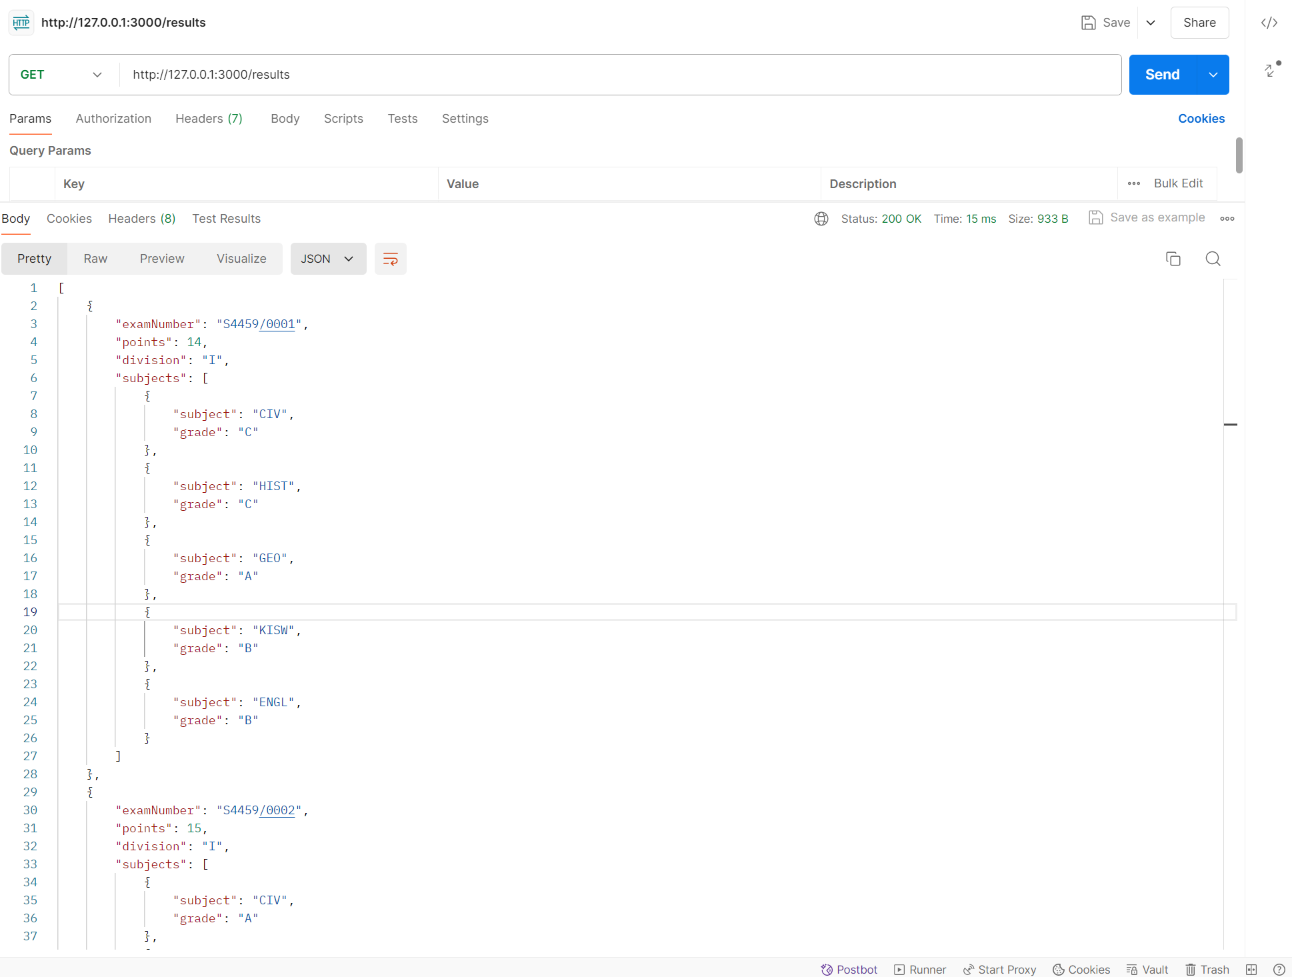 HTTP http://127.0.0.1:3000/results Save Share
GET http://127.0.0.1:3000/results Send
Params Authorization Headers (7) Body Scripts Tests Settings Cookies
Query Params
Key Value Description ••• Bulk Edit
Body Cookies Headers (8) Test Results Status: 200 OK Time: 15 ms Size: 933 B Save as example
Pretty Raw Preview Visualize JSON
1 [
2 {
3 "examNumber": "S4459/0001",
4 "points": 14,
5 "division": "I",
6 "subjects": [
7 {
8 "subject": "CIV",
9 "grade": "C"
10 },
11 {
12 "subject": "HIST",
13 "grade": "C"
14 },
15 {
16 "subject": "GEO",
17 "grade": "A"
18 },
19 {
20 "subject": "KISW",
21 "grade": "B"
22 },
23 {
24 "subject": "ENGL",
25 "grade": "B"
26 }
27 ]
28 },
29 {
30 "examNumber": "S4459/0002",
31 "points": 15,
32 "division": "I",
33 "subjects": [
34 {
35 "subject": "CIV",
36 "grade": "A"
37 },
Postbot Runner Start Proxy Cookies Vault Trash